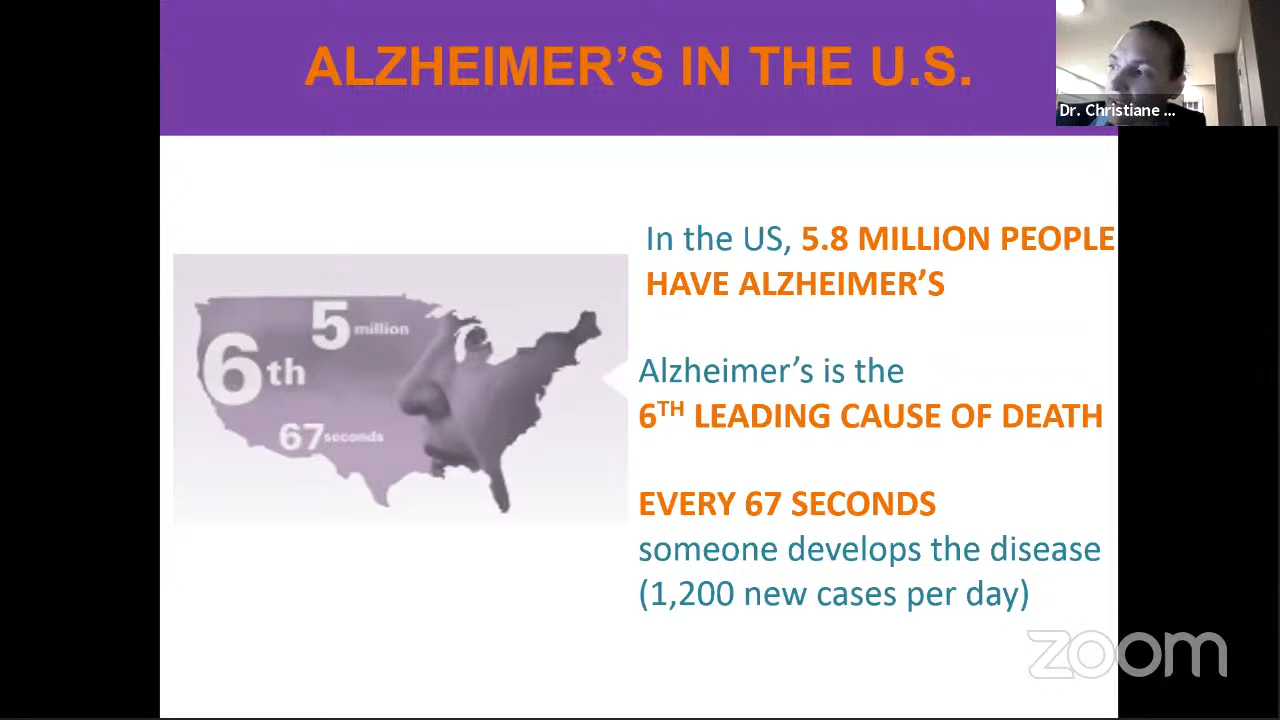 ALZHEIMER’S IN THE U.S.
Dr. Christiane ...
In the US, 5.8 MILLION PEOPLE
HAVE ALZHEIMER’S
5 million
6th
67 seconds
Alzheimer’s is the
6TH LEADING CAUSE OF DEATH
EVERY 67 SECONDS
someone develops the disease
(1,200 new cases per day)
zoom